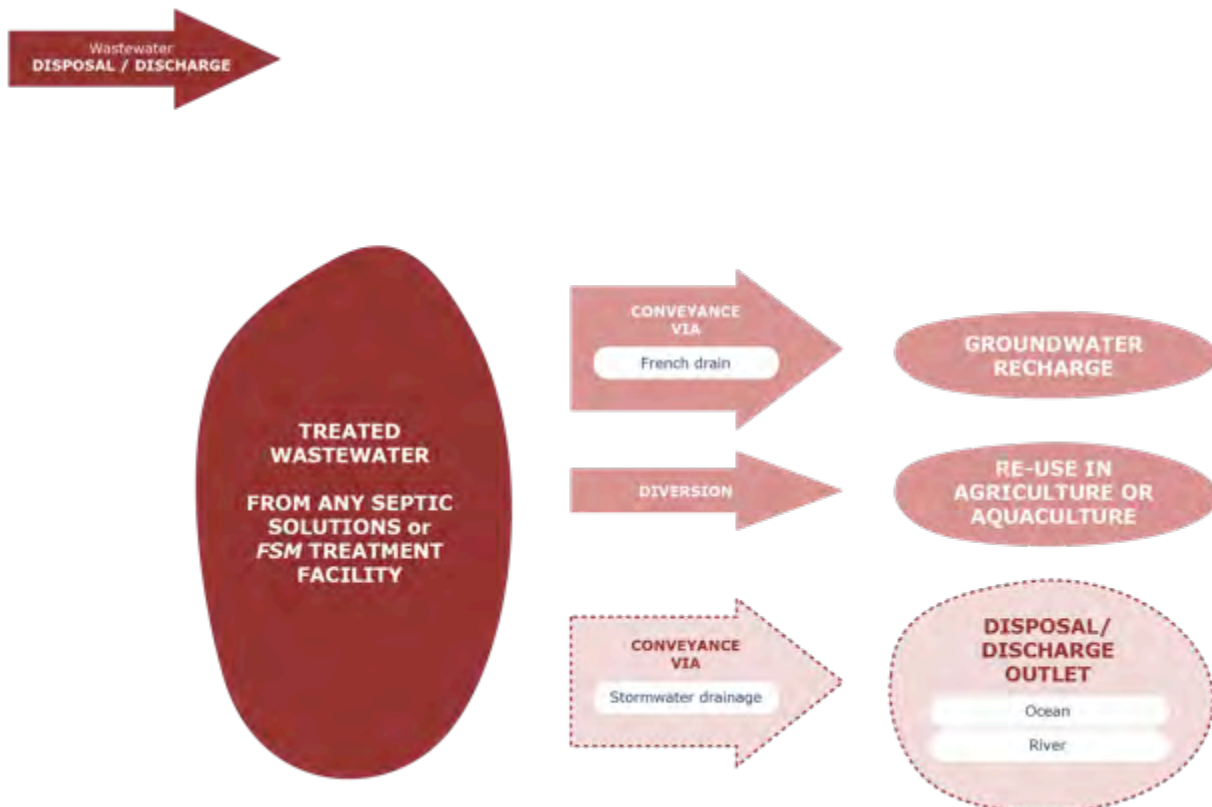 Wastewater
DISPOSAL / DISCHARGE
TREATED
WASTEWATER
FROM ANY SEPTIC
SOLUTIONS or
FSM TREATMENT
FACILITY
CONVEYANCE
VIA
French drain
GROUNDWATER
RECHARGE
DIVERSION
RE-USE IN
AGRICULTURE OR
AQUACULTURE
CONVEYANCE
VIA
Stormwater drainage
DISPOSAL/
DISCHARGE
OUTLET
Ocean
River